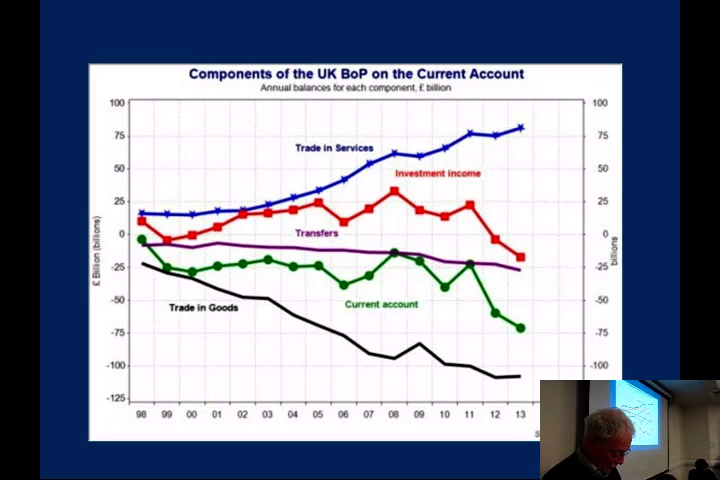 Components of the UK BoP on the Current Account
Annual balances for each component, £ billion
100 100
75 75
50 50
25 25
0 0
-25 -25
-50 -50
-75 -75
-100 -100
-125
£ Billion (billions)
billions
Trade in Services
Investment income
Transfers
Current account
Trade in Goods
98 99 00 01 02 03 04 05 06 07 08 09 10 11 12 13
S